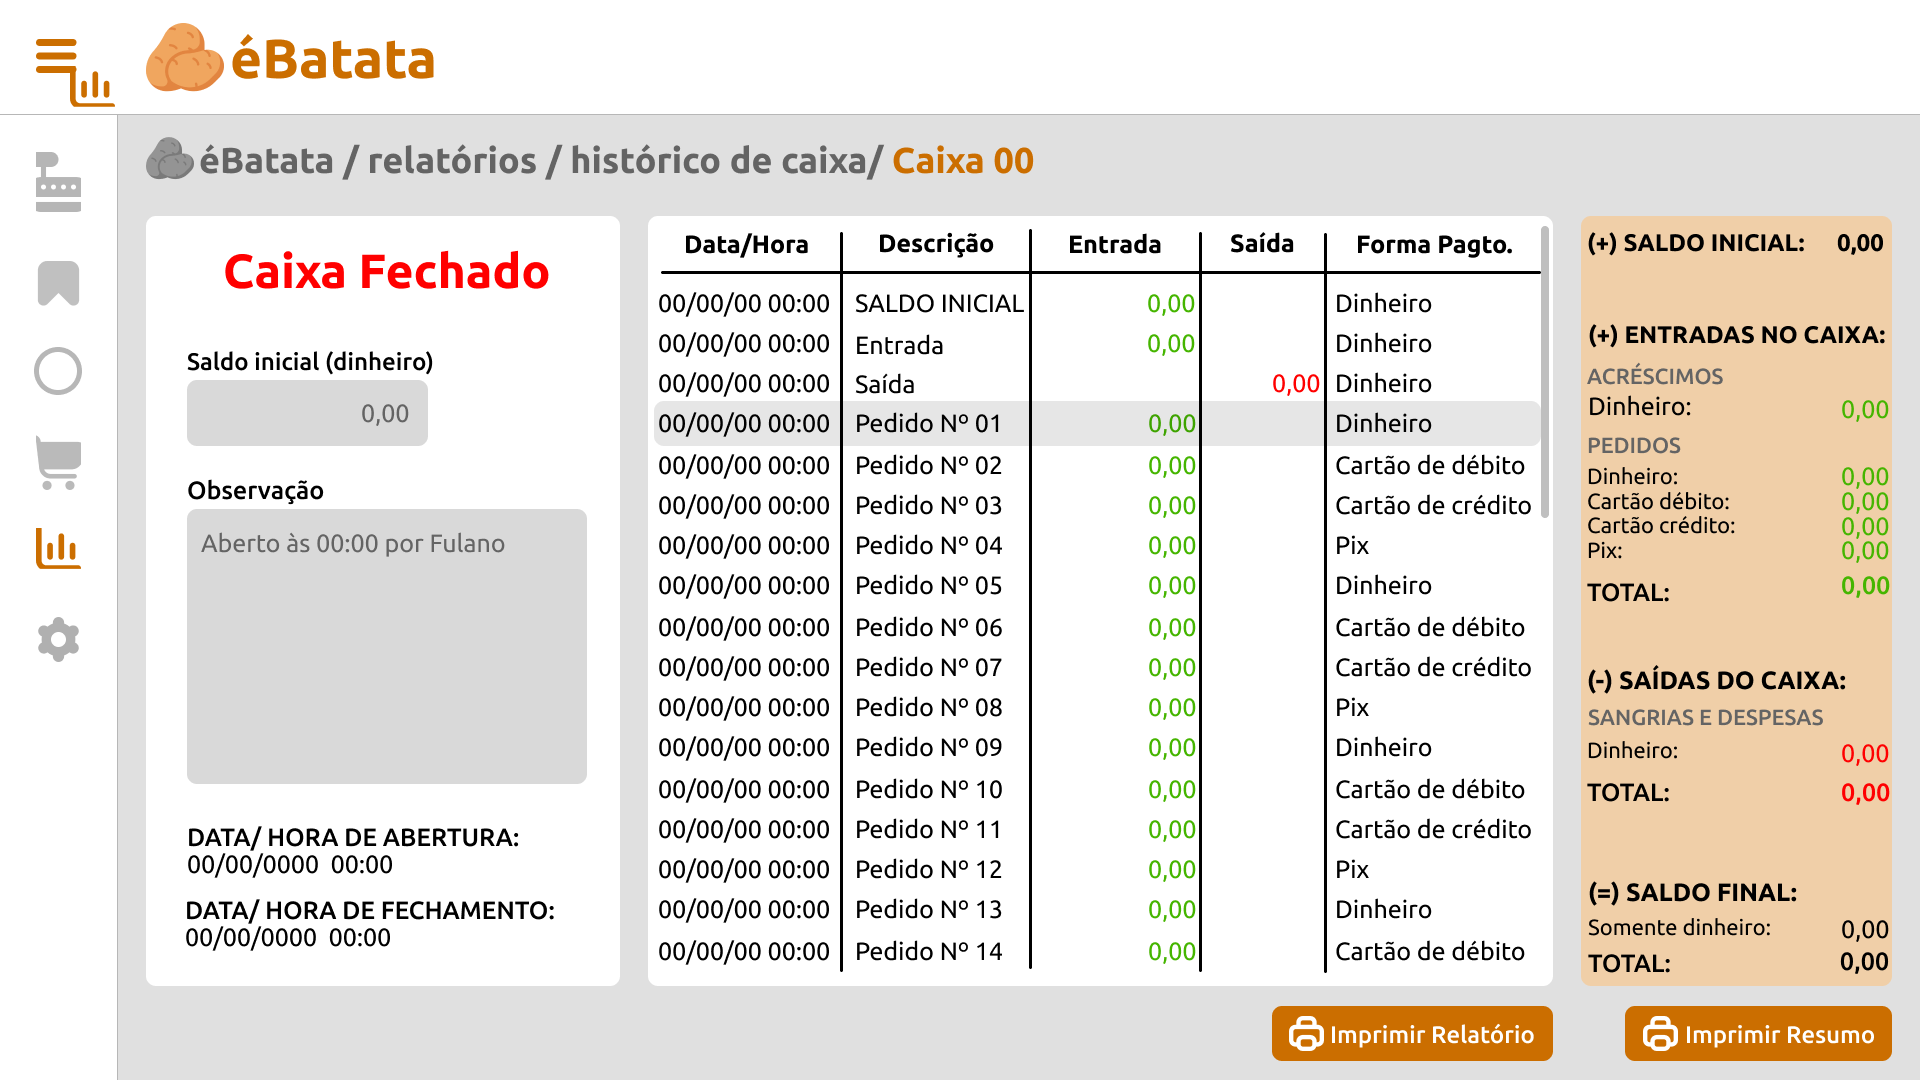 éBatata
éBatata / relatórios / histórico de caixa/ Caixa 00
Caixa Fechado
Saldo inicial (dinheiro)
0,00
Observação
Aberto às 00:00 por Fulano
DATA/ HORA DE ABERTURA:
00/00/0000 00:00
DATA/ HORA DE FECHAMENTO:
00/00/0000 00:00
Data/Hora Descrição Entrada Saída Forma Pagto.
00/00/00 00:00 SALDO INICIAL 0,00 Dinheiro
00/00/00 00:00 Entrada 0,00 Dinheiro
00/00/00 00:00 Saída 0,00 Dinheiro
00/00/00 00:00 Pedido Nº 01 0,00 Dinheiro
00/00/00 00:00 Pedido Nº 02 0,00 Cartão de débito
00/00/00 00:00 Pedido Nº 03 0,00 Cartão de crédito
00/00/00 00:00 Pedido Nº 04 0,00 Pix
00/00/00 00:00 Pedido Nº 05 0,00 Dinheiro
00/00/00 00:00 Pedido Nº 06 0,00 Cartão de débito
00/00/00 00:00 Pedido Nº 07 0,00 Cartão de crédito
00/00/00 00:00 Pedido Nº 08 0,00 Pix
00/00/00 00:00 Pedido Nº 09 0,00 Dinheiro
00/00/00 00:00 Pedido Nº 10 0,00 Cartão de débito
00/00/00 00:00 Pedido Nº 11 0,00 Cartão de crédito
00/00/00 00:00 Pedido Nº 12 0,00 Pix
00/00/00 00:00 Pedido Nº 13 0,00 Dinheiro
00/00/00 00:00 Pedido Nº 14 0,00 Cartão de débito
(+) SALDO INICIAL: 0,00
(+) ENTRADAS NO CAIXA:
ACRÉSCIMOS
Dinheiro: 0,00
PEDIDOS
Dinheiro: 0,00
Cartão débito: 0,00
Cartão crédito: 0,00
Pix: 0,00
TOTAL: 0,00
(-) SAÍDAS DO CAIXA:
SANGRIAS E DESPESAS
Dinheiro: 0,00
TOTAL: 0,00
(=) SALDO FINAL:
Somente dinheiro: 0,00
TOTAL: 0,00
Imprimir Relatório
Imprimir Resumo